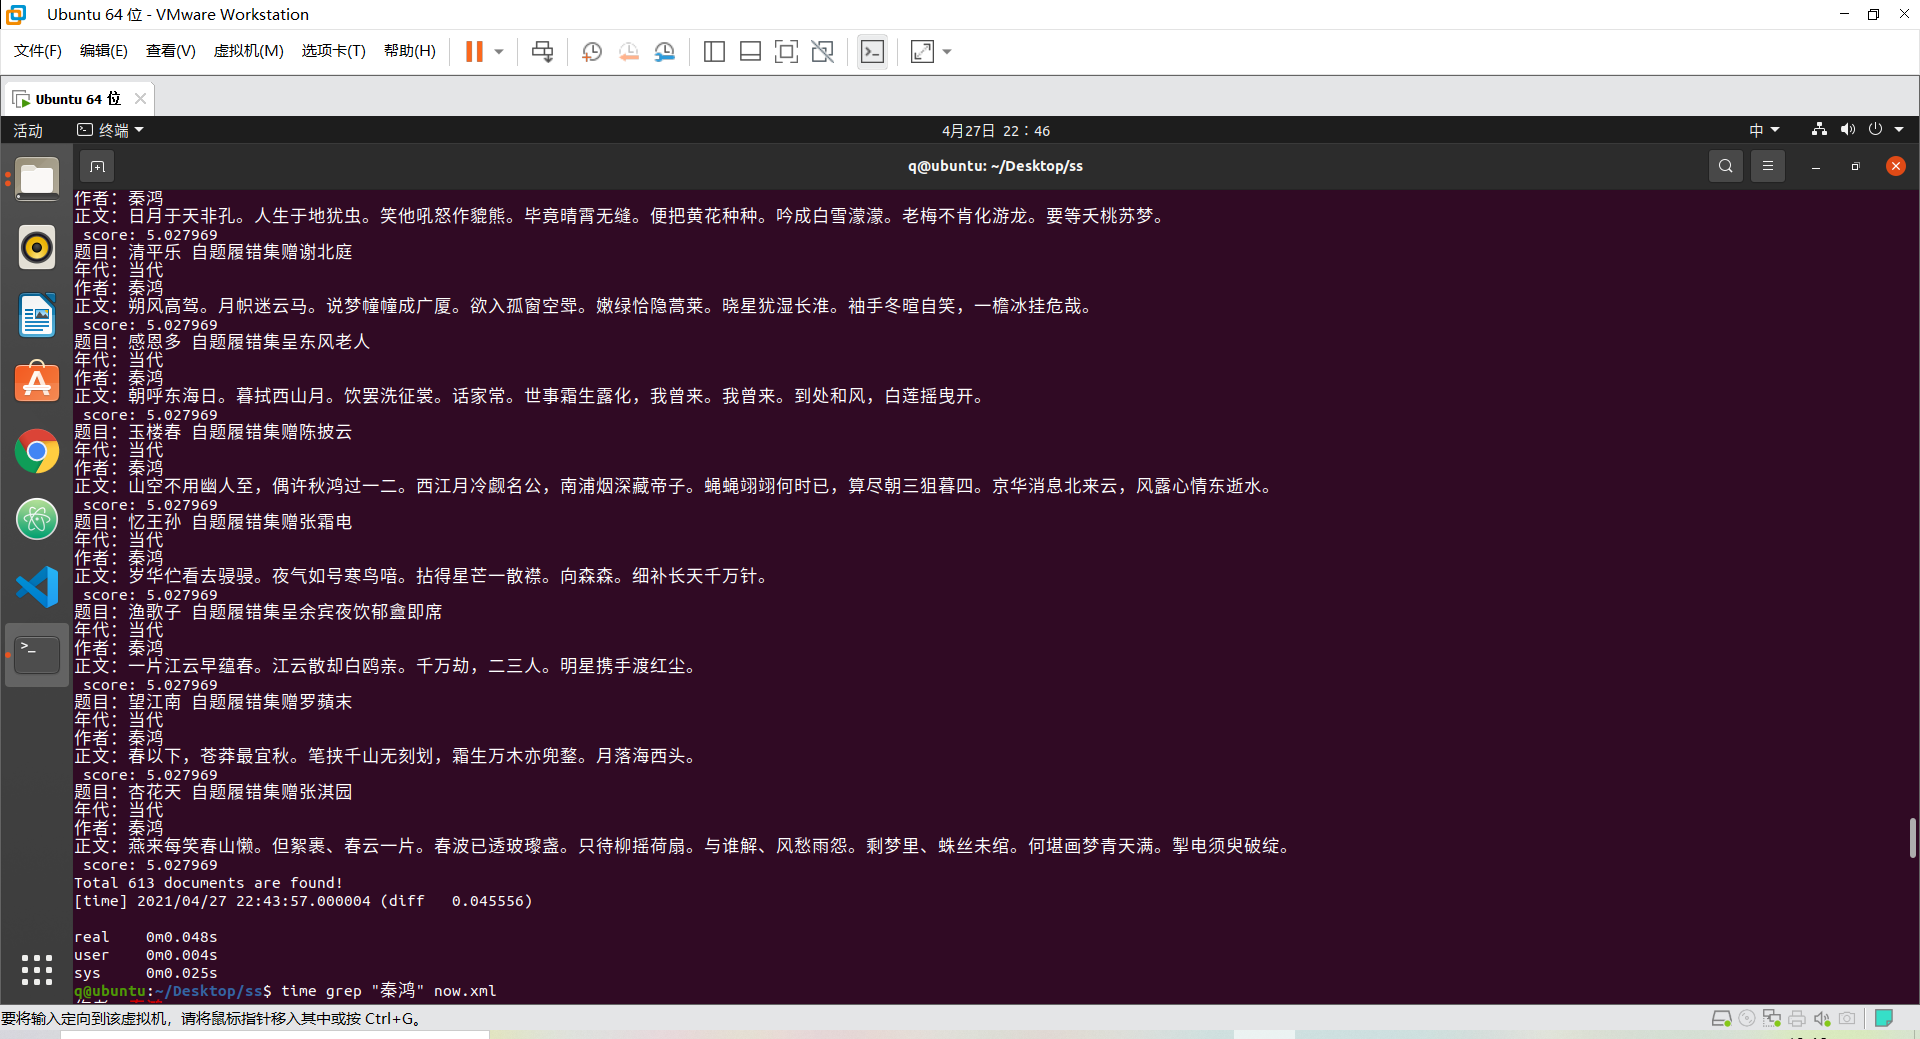 Ubuntu 64 位 - VMware Workstation
文件(F) 编辑(E) 查看(V) 虚拟机(M) 选项卡(T) 帮助(H)
Ubuntu 64 位
活动 终端 4月27日 22：46 中
q@ubuntu: ~/Desktop/ss
作者：秦鸿
正文：日月于天非孔。人生于地犹虫。笑他吼怒作貔熊。毕竟晴霄无缝。便把黄花种种。吟成白雪濛濛。老梅不肯化游龙。要等夭桃苏梦。
score: 5.027969
题目：清平乐 自题履错集赠谢北庭
年代：当代
作者：秦鸿
正文：朔风高驾。月帜迷云马。说梦幢幢成广厦。欲入孤窗空斝。嫩绿恰隐蒿莱。晓星犹湿长淮。袖手冬暄自笑，一檐冰挂危哉。
score: 5.027969
题目：感恩多 自题履错集呈东风老人
年代：当代
作者：秦鸿
正文：朝呼东海日。暮拭西山月。饮罢洗征裳。话家常。世事霜生露化，我曾来。我曾来。到处和风，白莲摇曳开。
score: 5.027969
题目：玉楼春 自题履错集赠陈披云
年代：当代
作者：秦鸿
正文：山空不用幽人至，偶许秋鸿过一二。西江月冷觑名公，南浦烟深藏帝子。蝇蝇翊翊何时已，算尽朝三狙暮四。京华消息北来云，风露心情东逝水。
score: 5.027969
题目：忆王孙 自题履错集赠张霜电
年代：当代
作者：秦鸿
正文：岁华伫看去骎骎。夜气如号寒鸟喑。拈得星芒一散襟。向森森。细补长天千万针。
score: 5.027969
题目：渔歌子 自题履错集呈余宾夜饮郁盦即席
年代：当代
作者：秦鸿
正文：一片江云早蕴春。江云散却白鸥亲。千万劫，二三人。明星携手渡红尘。
score: 5.027969
题目：望江南 自题履错集赠罗蘋末
年代：当代
作者：秦鸿
正文：春以下，苍莽最宜秋。笔挟千山无刻划，霜生万木亦兜鍪。月落海西头。
score: 5.027969
题目：杏花天 自题履错集赠张淇园
年代：当代
作者：秦鸿
正文：燕来每笑春山懒。但絮裹、春云一片。春波已透玻瓈盏。只待柳摇荷扇。与谁解、风愁雨怨。剩梦里、蛛丝未绾。何堪画梦青天满。掣电须臾破绽。
score: 5.027969
Total 613 documents are found!
[time] 2021/04/27 22:43:57.000004 (diff   0.045556)
real    0m0.048s
user    0m0.004s
sys     0m0.025s
q@ubuntu:~/Desktop/ss$ time grep "秦鸿" now.xml
要将输入定向到该虚拟机，请将鼠标指针移入其中或按 Ctrl+G。